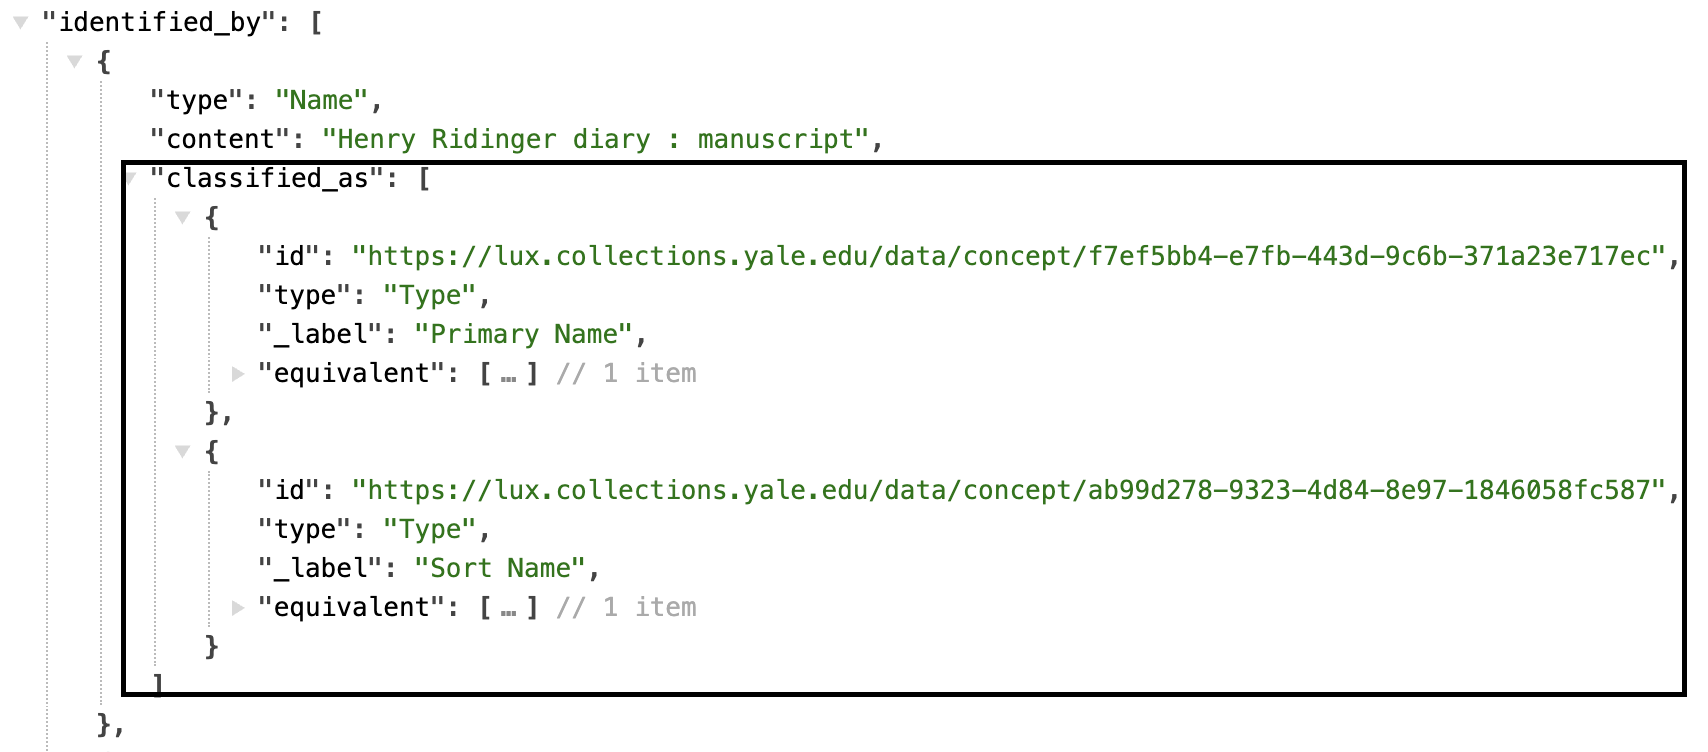 "identified_by": [
{
"type": "Name",
"content": "Henry Ridinger diary : manuscript",
"classified_as": [
{
"id": "https://lux.collections.yale.edu/data/concept/f7ef5bb4-e7fb-443d-9c6b-371a23e717ec",
"type": "Type",
"_label": "Primary Name",
"equivalent": [ … ] // 1 item
},
{
"id": "https://lux.collections.yale.edu/data/concept/ab99d278-9323-4d84-8e97-1846058fc587",
"type": "Type",
"_label": "Sort Name",
"equivalent": [ … ] // 1 item
}
]
},